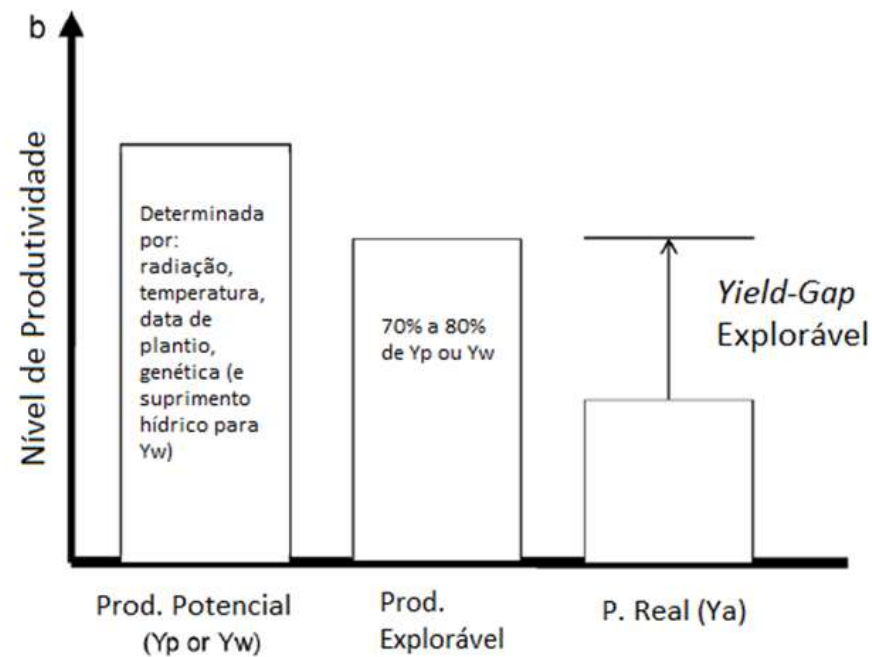 b
Nível de Produtividade
Determinada
por:
radiação,
temperatura,
data de
plantio,
genética (e
suprimento
hídrico para
Yw)
70% a 80%
de Yp ou Yw
Yield-Gap
Explorável
Prod. Potencial
(Yp or Yw)
Prod.
Explorável
P. Real (Ya)